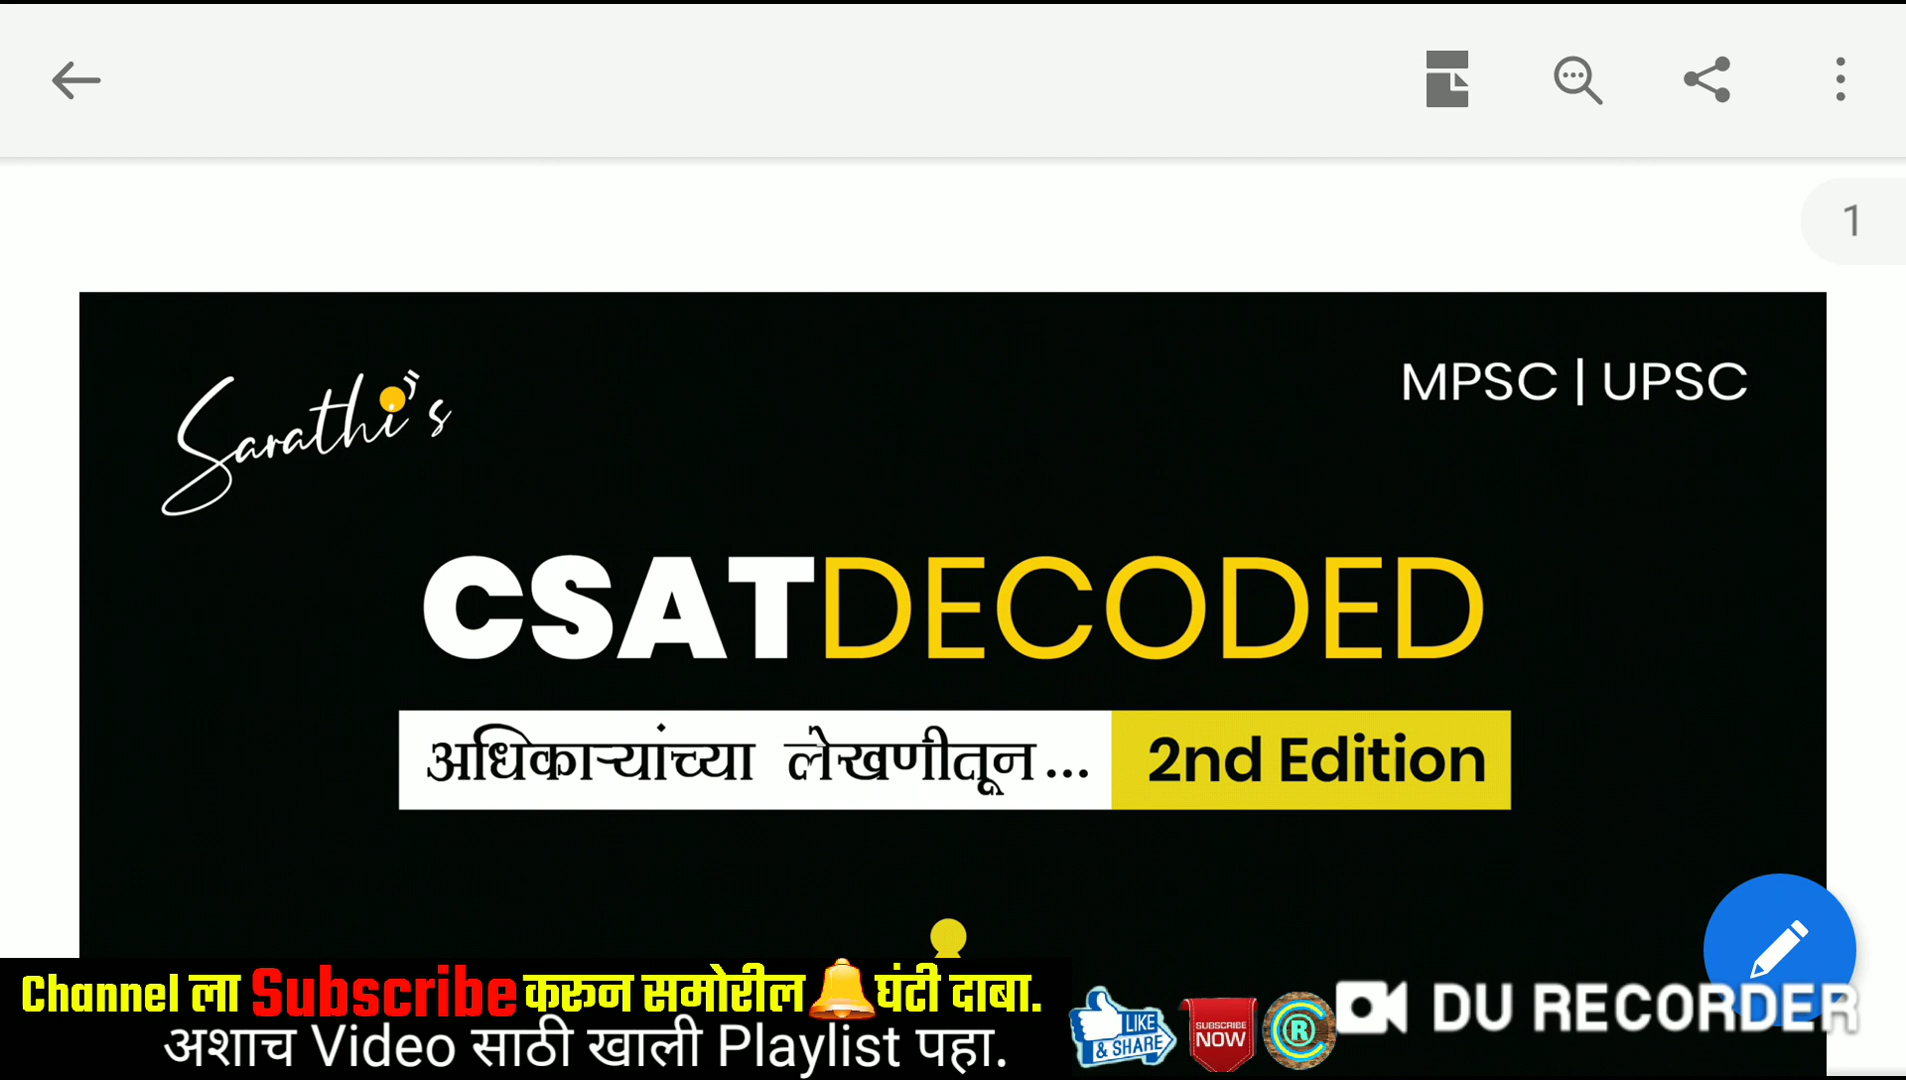 1
Sarathi's
MPSC | UPSC
CSATDECODED
अधिकाऱ्यांच्या लेखणीतून...
2nd Edition
Channel ला Subscribe करून समोरील घंटी दाबा.
अशाच Video साठी खाली Playlist पहा.
LIKE
& SHARE
SUBSCRIBE
NOW
C R
DU RECORDER